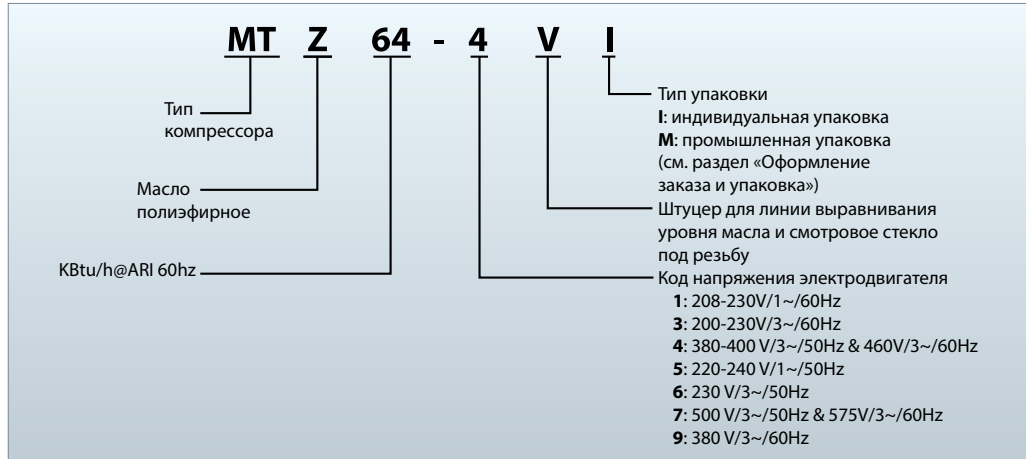 MT Z 64 - 4 V I
Тип
компрессора
Масло
полиэфирное
KBtu/h@ARI 60hz
Тип упаковки
I: индивидуальная упаковка
M: промышленная упаковка
(см. раздел «Оформление
заказа и упаковка»)
Штуцер для линии выравнивания
уровня масла и смотровое стекло
под резьбу
Код напряжения электродвигателя
1: 208-230V/1~/60Hz
3: 200-230V/3~/60Hz
4: 380-400 V/3~/50Hz & 460V/3~/60Hz
5: 220-240 V/1~/50Hz
6: 230 V/3~/50Hz
7: 500 V/3~/50Hz & 575V/3~/60Hz
9: 380 V/3~/60Hz